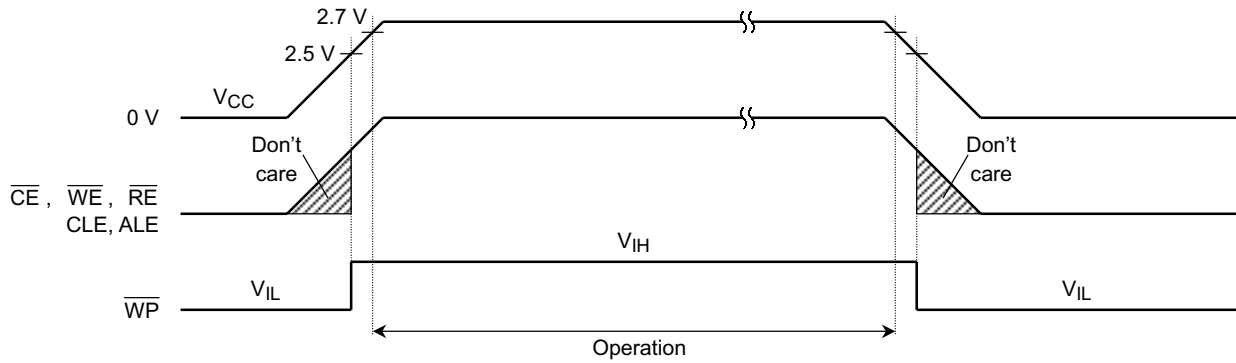 2.7 V
2.5 V
VCC
0 V
Don't care
Don't care
CE , WE , RE
CLE, ALE
VIH
VIL
WP
VIL
Operation